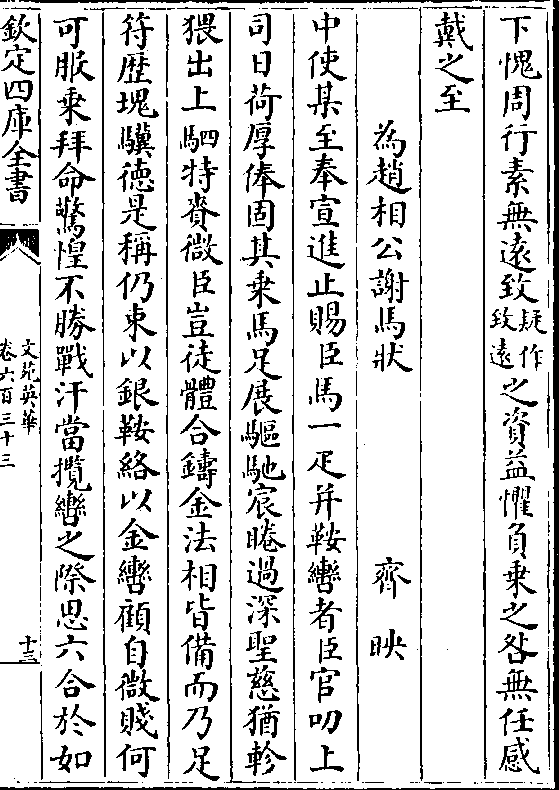 下愧周行素無遠致疑作致遠之資益懼負乗之咎無任感
戴之至
為趙相公謝馬狀 齊映
中使某至奉宣進止賜臣馬一疋并鞍轡者臣官叨上
司日荷厚俸固其乗馬足展驅馳宸睠過深聖慈猶軫
猥出上駟特賚微臣豈徒體合鑄金法相皆備而乃足
符歴塊驥德是稱仍束以銀鞍絡以金轡顧自微賤何
可服乗拜命驚惶不勝戰汗當攬轡之際思六合於如
欽定四庫全書
文苑英華
卷六百三十三
十三